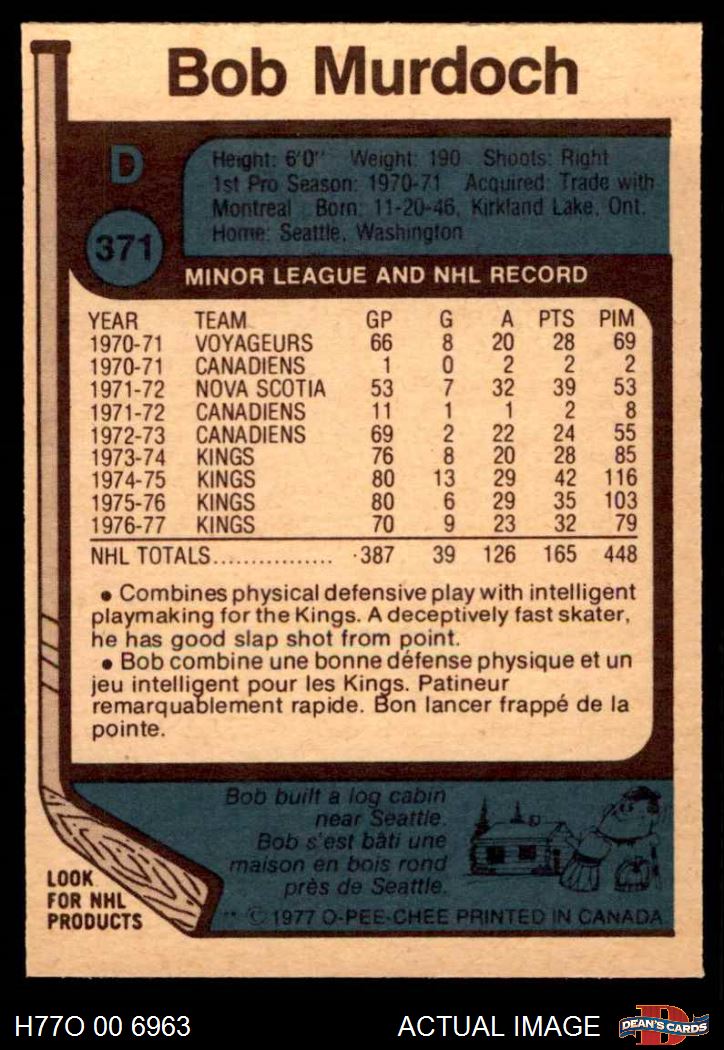 Bob Murdoch
D
371
Height: 6'0" Weight: 190 Shoots: Right
1st Pro Season: 1970-71 Acquired: Trade with
Montreal Born: 11-20-46, Kirkland Lake, Ont.
Home: Seattle, Washington
MINOR LEAGUE AND NHL RECORD
YEAR TEAM GP G A PTS PIM
1970-71 VOYAGEURS 66 8 20 28 69
1970-71 CANADIENS 1 0 2 2 2
1971-72 NOVA SCOTIA 53 7 32 39 53
1971-72 CANADIENS 11 1 1 2 8
1972-73 CANADIENS 69 2 22 24 55
1973-74 KINGS 76 8 20 28 85
1974-75 KINGS 80 13 29 42 116
1975-76 KINGS 80 6 29 35 103
1976-77 KINGS 70 9 23 32 79
NHL TOTALS................ 387 39 126 165 448
• Combines physical defensive play with intelligent
playmaking for the Kings. A deceptively fast skater,
he has good slap shot from point.
• Bob combine une bonne défense physique et un
jeu intelligent pour les Kings. Patineur
remarquablement rapide. Bon lancer frappé de la
pointe.
Bob built a log cabin
near Seattle.
Bob s'est bâti une
maison en bois rond
près de Seattle.
LOOK
FOR NHL
PRODUCTS
** © 1977 O-PEE-CHEE PRINTED IN CANADA
H77O 00 6963
ACTUAL IMAGE
D
DEAN'S CARDS